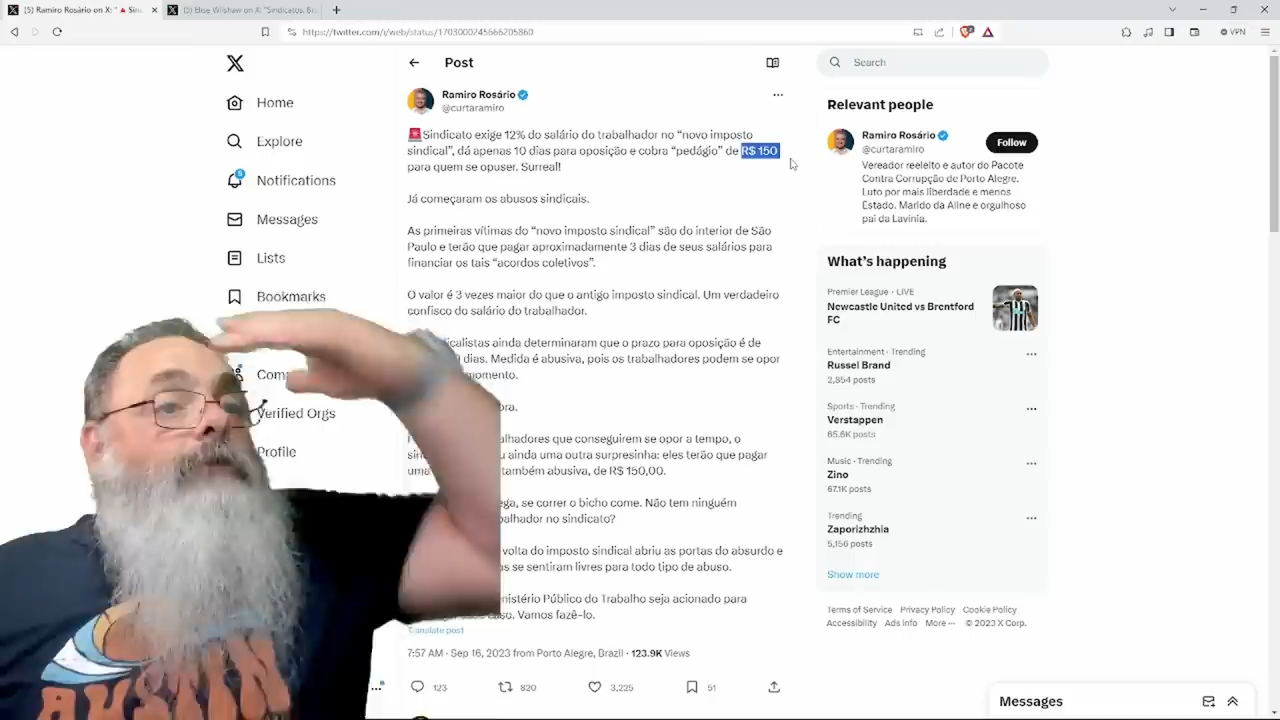 (5) Ramiro Rosário on X: "🚨Sin
(5) Elise Wilshaw on X: "Sindicatos, Bi
https://twitter.com/i/web/status/1703000245666205860
VPN
Home
Explore
Notifications
Messages
Lists
Bookmarks
Verified Orgs
Profile
Post
Ramiro Rosário
@curtaramiro
🚨Sindicato exige 12% do salário do trabalhador no “novo imposto
sindical”, dá apenas 10 dias para oposição e cobra “pedágio” de R$ 150
para quem se opuser. Surreal!
Já começaram os abusos sindicais.
As primeiras vítimas do “novo imposto sindical” são do interior de São
Paulo e terão que pagar aproximadamente 3 dias de seus salários para
financiar os tais “acordos coletivos”.
O valor é 3 vezes maior do que o antigo imposto sindical. Um verdadeiro
confisco do salário do trabalhador.
icalistas ainda determinaram que o prazo para oposição é de
dias. Medida é abusiva, pois os trabalhadores podem se opor
momento.
ra.
alhadores que conseguirem se opor a tempo, o
ainda uma outra surpresinha: eles terão que pagar
também abusiva, de R$ 150,00.
ega, se correr o bicho come. Não tem ninguém
balhador no sindicato?
volta do imposto sindical abriu as portas do absurdo e
s se sentiram livres para todo tipo de abuso.
nistério Público do Trabalho seja acionado para
so. Vamos fazê-lo.
Translate post
7:57 AM · Sep 16, 2023 from Porto Alegre, Brazil · 123.9K Views
123
820
3,225
51
Search
Relevant people
Ramiro Rosário
@curtaramiro
Follow
Vereador reeleito e autor do Pacote
Contra Corrupção de Porto Alegre.
Luto por mais liberdade e menos
Estado. Marido da Aline e orgulhoso
pai da Lavínia.
What's happening
Premier League · LIVE
Newcastle United vs Brentford
FC
Entertainment · Trending
Russel Brand
2,854 posts
Sports · Trending
Verstappen
65.6K posts
Music · Trending
Zino
67.1K posts
Trending
Zaporizhzhia
5,156 posts
Show more
Terms of Service Privacy Policy Cookie Policy
Accessibility Ads info More ··· © 2023 X Corp.
Messages